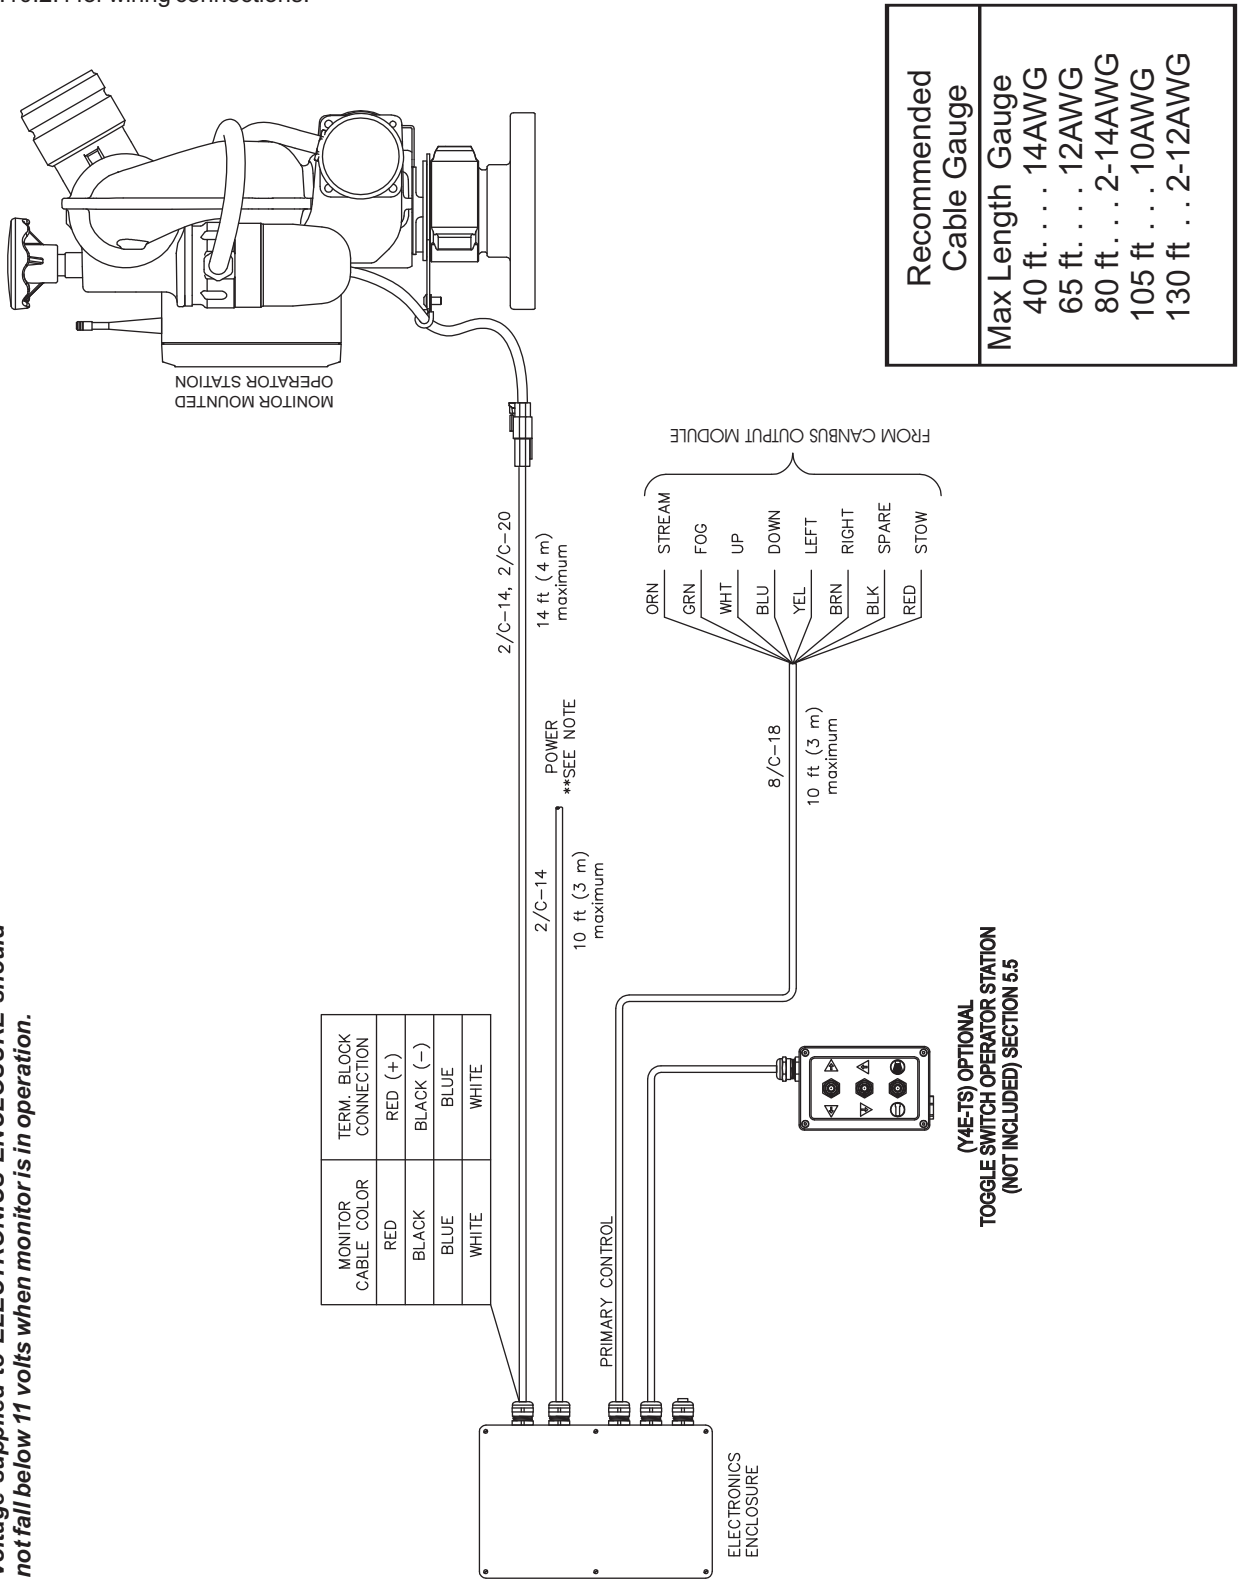 voltage supplied to ELECTRONICS ENCLOSURE should
not fall below 11 volts when monitor is in operation.
for wiring connections.
MONITOR MOUNTED
OPERATOR STATION
MONITOR
CABLE COLOR
TERM. BLOCK
CONNECTION
RED
RED (+)
BLACK
BLACK (−)
BLUE
BLUE
WHITE
WHITE
2/C−14, 2/C−20
14 ft (4 m)
maximum
2/C−14
10 ft (3 m)
maximum
POWER
**SEE NOTE
PRIMARY CONTROL
8/C−18
10 ft (3 m)
maximum
ORN STREAM
GRN FOG
WHT UP
BLU DOWN
YEL LEFT
BRN RIGHT
BLK SPARE
RED STOW
FROM CANBUS OUTPUT MODULE
ELECTRONICS
ENCLOSURE
(Y4E-TS) OPTIONAL
TOGGLE SWITCH OPERATOR STATION
(NOT INCLUDED) SECTION 5.5
Recommended
Cable Gauge
Max Length Gauge
40 ft. . . . 14AWG
65 ft. . . . 12AWG
80 ft. . . 2-14AWG
105 ft . . . . 10AWG
130 ft . . 2-12AWG